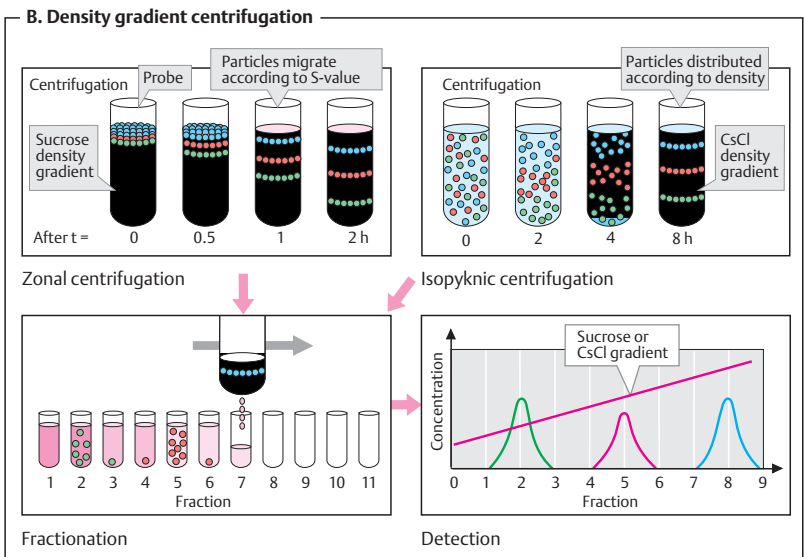 B. Density gradient centrifugation
Centrifugation
Probe
Particles migrate
according to S-value
Sucrose
density
gradient
After t =
0
0.5
1
2 h
Zonal centrifugation
Centrifugation
Particles distributed
according to density
CsCl
density
gradient
0
2
4
8 h
Isopyknic centrifugation
1 2 3 4 5 6 7 8 9 10 11
Fraction
Fractionation
Sucrose or
CsCl gradient
Concentration
0 1 2 3 4 5 6 7 8 9
Fraction
Detection